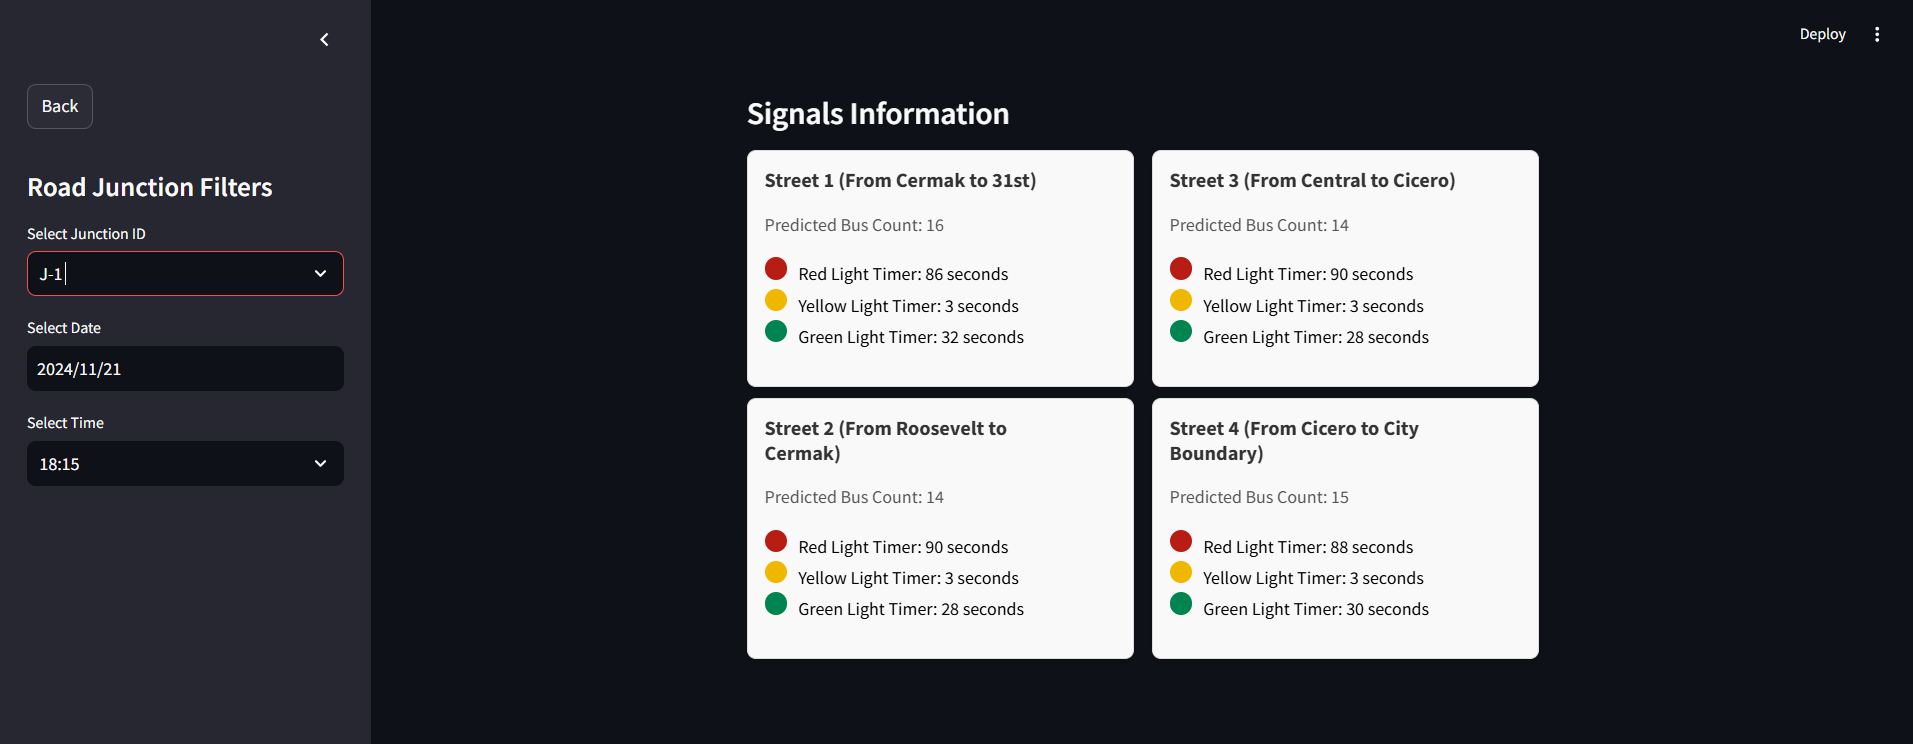 Back
Road Junction Filters
Select Junction ID
J-1
Select Date
2024/11/21
Select Time
18:15
Deploy
Signals Information
Street 1 (From Cermak to 31st)
Predicted Bus Count: 16
Red Light Timer: 86 seconds
Yellow Light Timer: 3 seconds
Green Light Timer: 32 seconds
Street 3 (From Central to Cicero)
Predicted Bus Count: 14
Red Light Timer: 90 seconds
Yellow Light Timer: 3 seconds
Green Light Timer: 28 seconds
Street 2 (From Roosevelt to
Cermak)
Predicted Bus Count: 14
Red Light Timer: 90 seconds
Yellow Light Timer: 3 seconds
Green Light Timer: 28 seconds
Street 4 (From Cicero to City
Boundary)
Predicted Bus Count: 15
Red Light Timer: 88 seconds
Yellow Light Timer: 3 seconds
Green Light Timer: 30 seconds